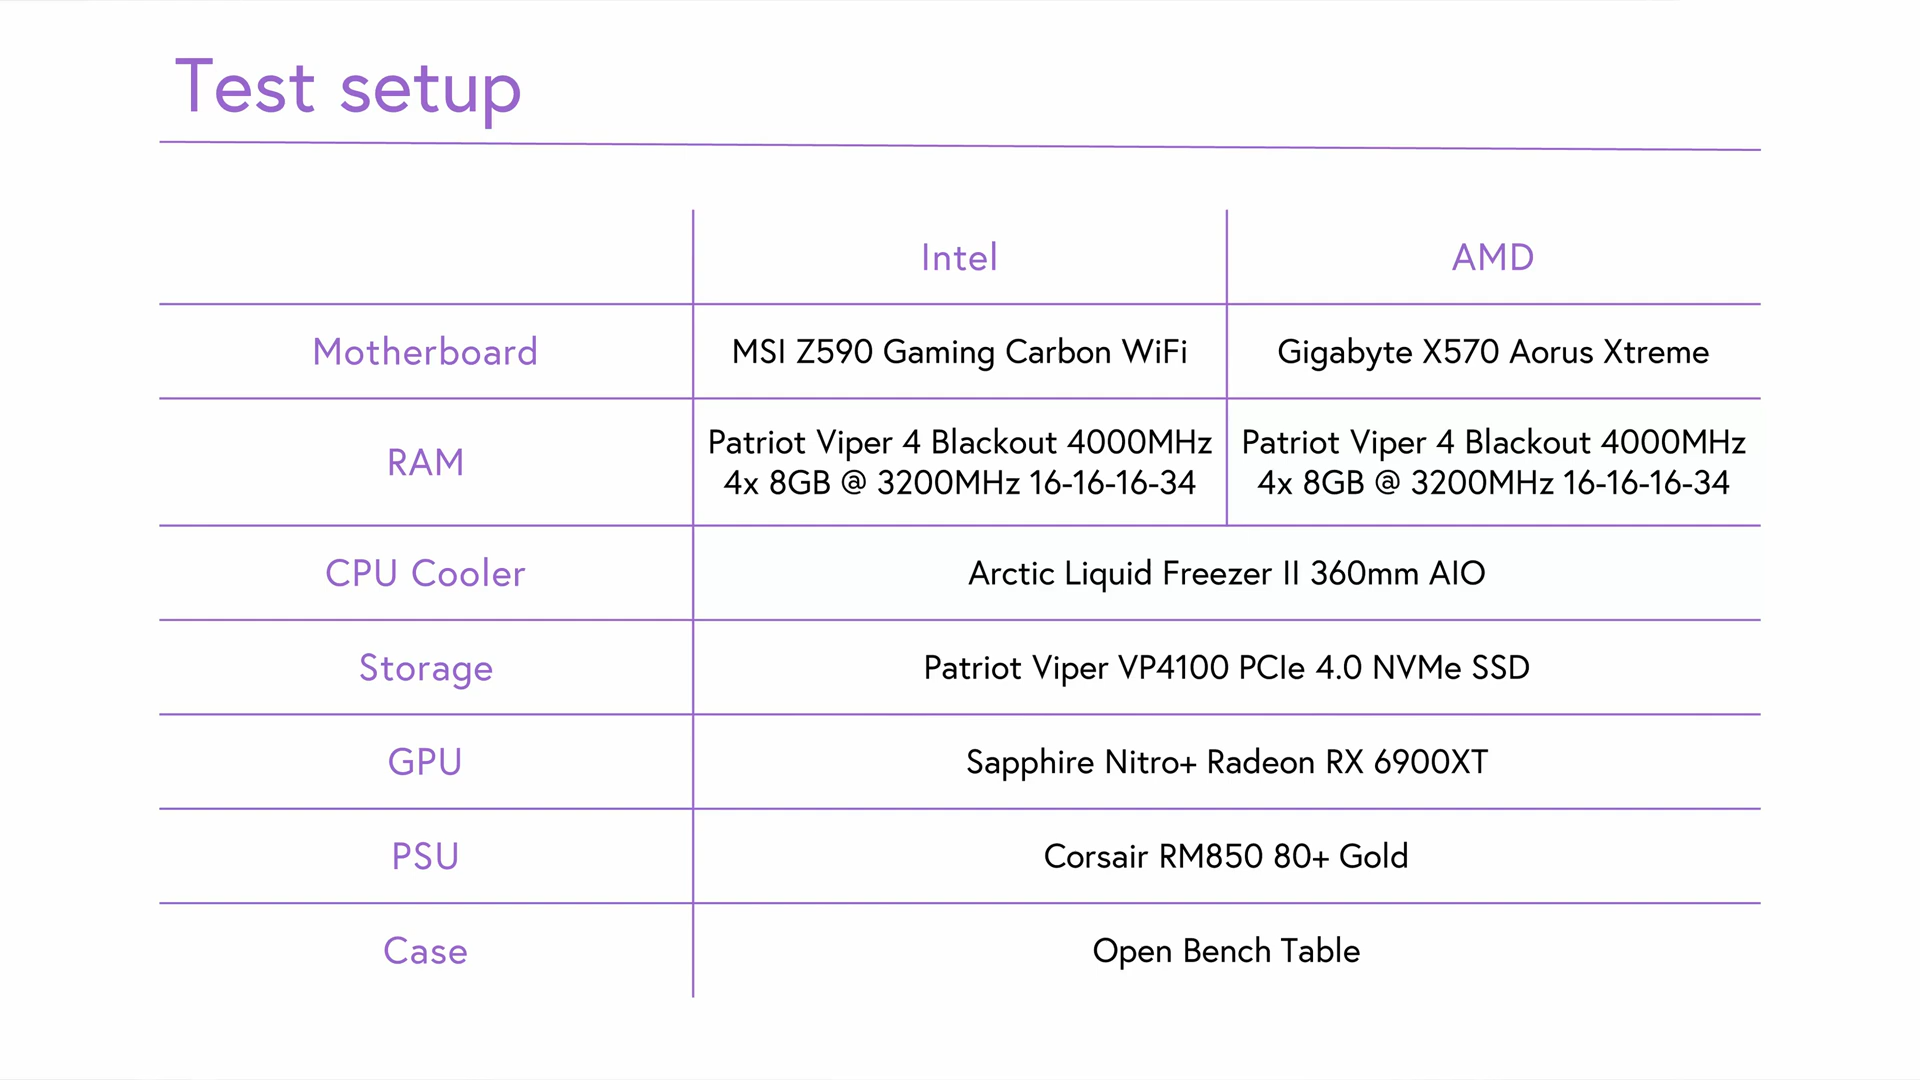 Test setup
Intel
AMD
Motherboard
MSI Z590 Gaming Carbon WiFi
Gigabyte X570 Aorus Xtreme
RAM
Patriot Viper 4 Blackout 4000MHz
4x 8GB @ 3200MHz 16-16-16-34
Patriot Viper 4 Blackout 4000MHz
4x 8GB @ 3200MHz 16-16-16-34
CPU Cooler
Arctic Liquid Freezer II 360mm AIO
Storage
Patriot Viper VP4100 PCIe 4.0 NVMe SSD
GPU
Sapphire Nitro+ Radeon RX 6900XT
PSU
Corsair RM850 80+ Gold
Case
Open Bench Table